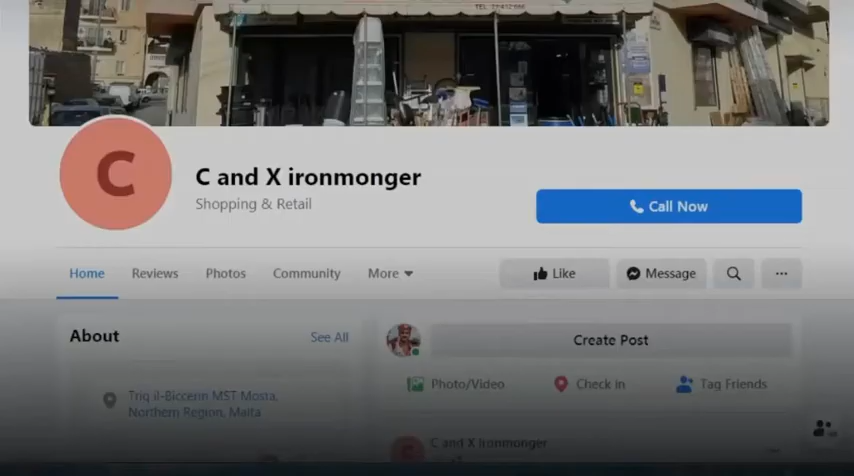 C
C and X ironmonger
Shopping & Retail
Call Now
Home
Reviews
Photos
Community
More
Like
Message
...
About
See All
Create Post
Photo/Video
Check in
Tag Friends
Triq il-Biccerin MST Mosta,
Northern Region, Malta
C and X ironmonger